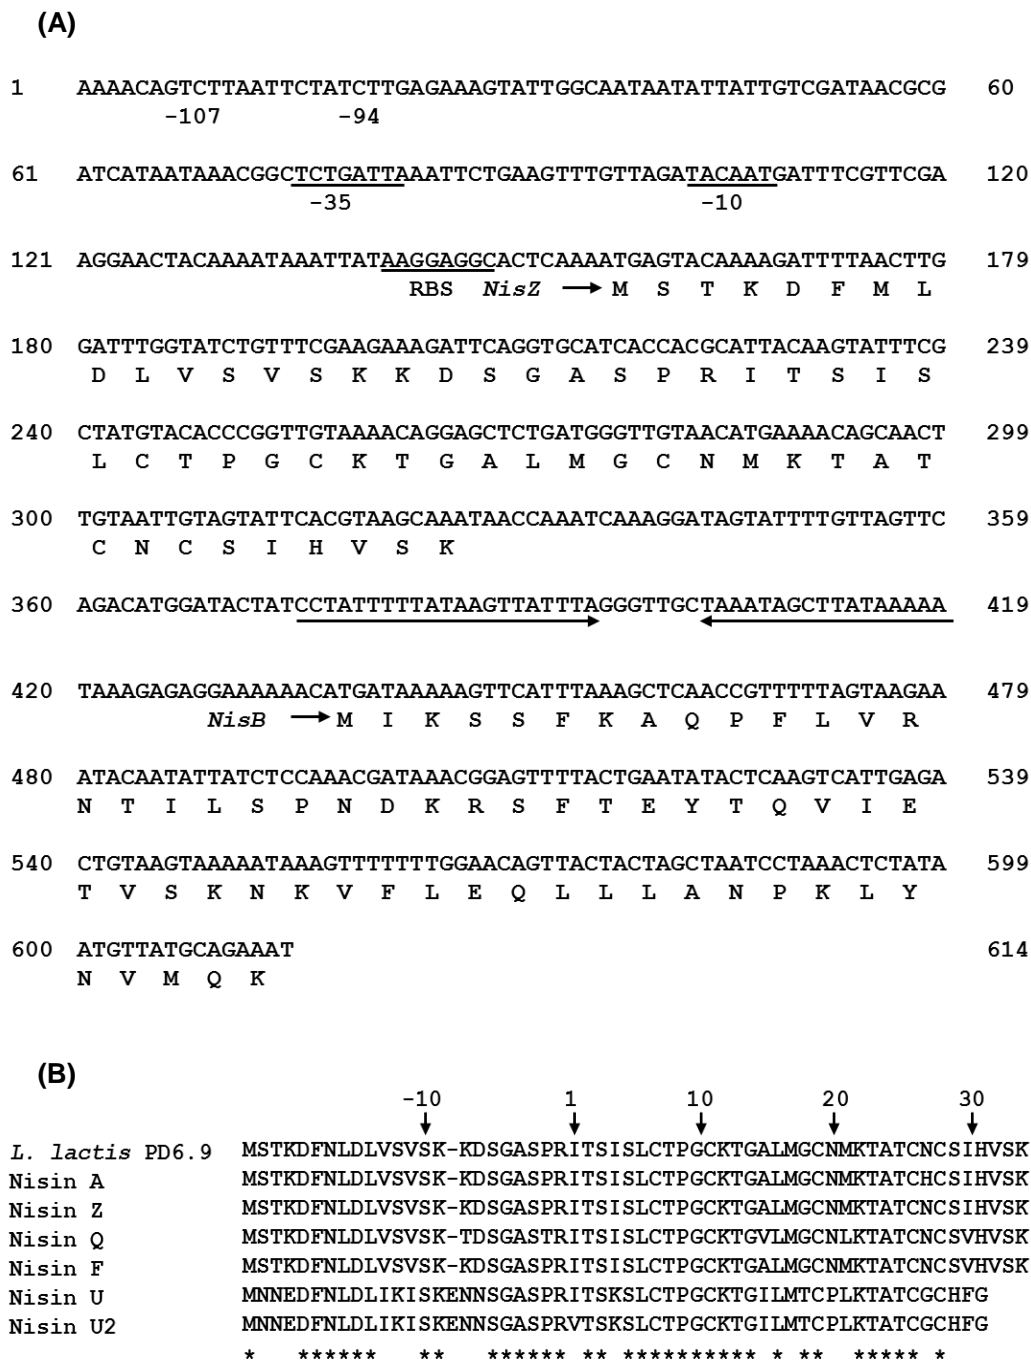 (A)
1 AAAACAGTCTTAATTCTATCTTGAGAAAGTATTGGCAATAATATTATTGTCGATAACGCG 60
-107 -94
61 ATCATAATAAACGGCTCTGATTAAATTCTGAAGTTTGTTAGATACAATGATTTCGTTCGA 120
-35 -10
121 AGGAACTACAAAATAAATTATAAGGAGGCACTCAAAATGAGTACAAAAGATTTTAACTTG 179
RBS NisZ → M S T K D F M L
180 GATTTGGTATCTGTTTCGAAGAAAGATTCAGGTGCATCACCACGCATTACAAGTATTTCG 239
D L V S V S K K D S G A S P R I T S I S
240 CTATGTACACCCGGTTGTAAAACAGGAGCTCTGATGGGTTGTAACATGAAAACAGCAACT 299
L C T P G C K T G A L M G C N M K T A T
300 TGTAATTGTAGTATTCACGTAAGCAAATAACCAAATCAAAGGATAGTATTTTGTTAGTTC 359
C N C S I H V S K
360 AGACATGGATACTATCCTATTTTTATAAGTTATTTAGGGTTGCTAAATAGCTTATAAAAA 419
420 TAAAGAGAGGAAAAAACATGATAAAAAGTTCATTTAAAGCTCAACCGTTTTTAGTAAGAA 479
NisB → M I K S S F K A Q P F L V R
480 ATACAATATTATCTCCAAACGATAAACGGAGTTTTACTGAATATACTCAAGTCATTGAGA 539
N T I L S P N D K R S F T E Y T Q V I E
540 CTGTAAGTAAAAATAAAGTTTTTTTGGAACAGTTACTACTAGCTAATCCTAAACTCTATA 599
T V S K N K V F L E Q L L L A N P K L Y
600 ATGTTATGCAGAAAT 614
N V M Q K
(B)
-10 1 10 20 30
L. lactis PD6.9 MSTKDFNLDLVSVSK-KDSGASPRITSISLCTPGCKTGALMGCNMKTATCNCSIHVSK
Nisin A MSTKDFNLDLVSVSK-KDSGASPRITSISLCTPGCKTGALMGCNMKTATCHCSIHVSK
Nisin Z MSTKDFNLDLVSVSK-KDSGASPRITSISLCTPGCKTGALMGCNMKTATCNCSIHVSK
Nisin Q MSTKDFNLDLVSVSK-TDSGASTRITSISLCTPGCKTGVLMGCNLKTATCNCSVHVSK
Nisin F MSTKDFNLDLVSVSK-KDSGASPRITSISLCTPGCKTGALMGCNMKTATCNCSVHVSK
Nisin U MNNEDFNLDLIKISKENNSGASPRITSKSLCTPGCKTGILMTCPLKTATCGCHFG
Nisin U2 MNNEDFNLDLIKISKENNSGASPRVTSKSLCTPGCKTGILMTCPLKTATCGCHFG
* ****** ** ****** ** *********** * ** ***** *